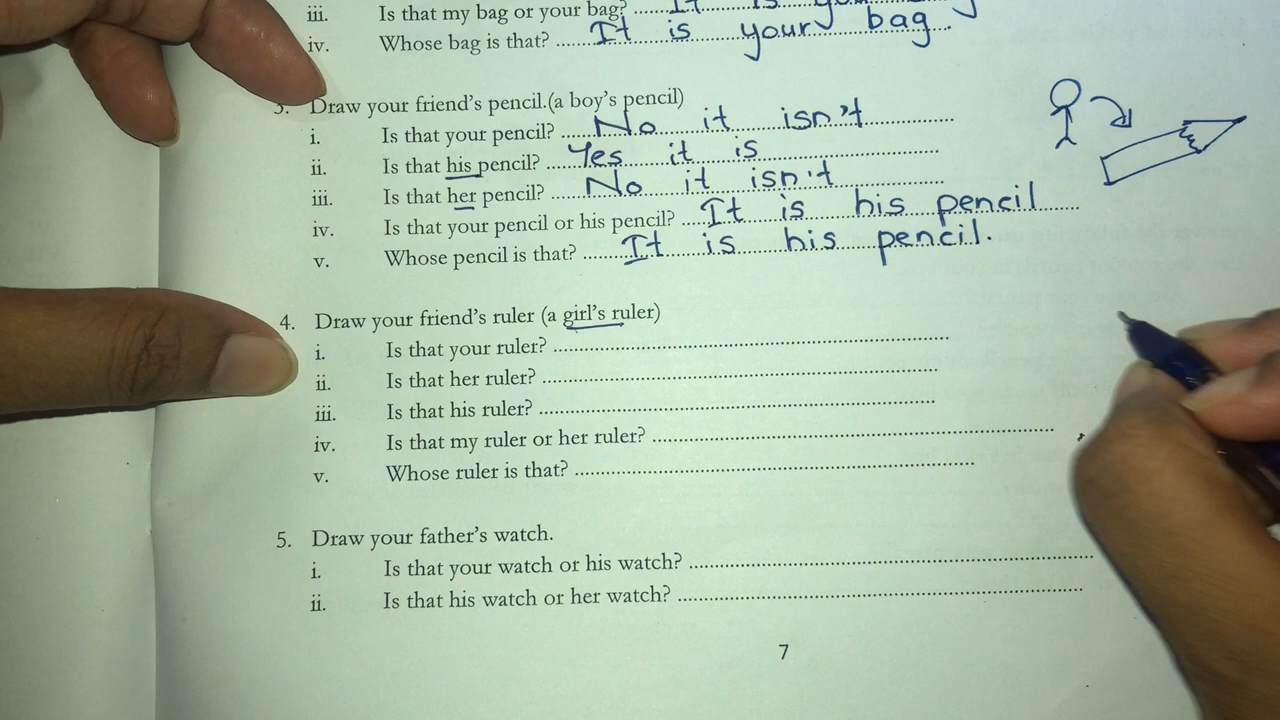 iii. Is that my bag or your bag? ..... It is
iv. Whose bag is that? ..... It is your bag
3. Draw your friend's pencil.(a boy's pencil)
i. Is that your pencil? ..... No it isn't
ii. Is that his pencil? ..... Yes it is
iii. Is that her pencil? ..... No it isn't
iv. Is that your pencil or his pencil? ..... It is his pencil
v. Whose pencil is that? ..... It is his pencil.
4. Draw your friend's ruler (a girl's ruler)
i. Is that your ruler? .....
ii. Is that her ruler? .....
iii. Is that his ruler? .....
iv. Is that my ruler or her ruler? .....
v. Whose ruler is that? .....
5. Draw your father's watch.
i. Is that your watch or his watch? .....
ii. Is that his watch or her watch? .....
7